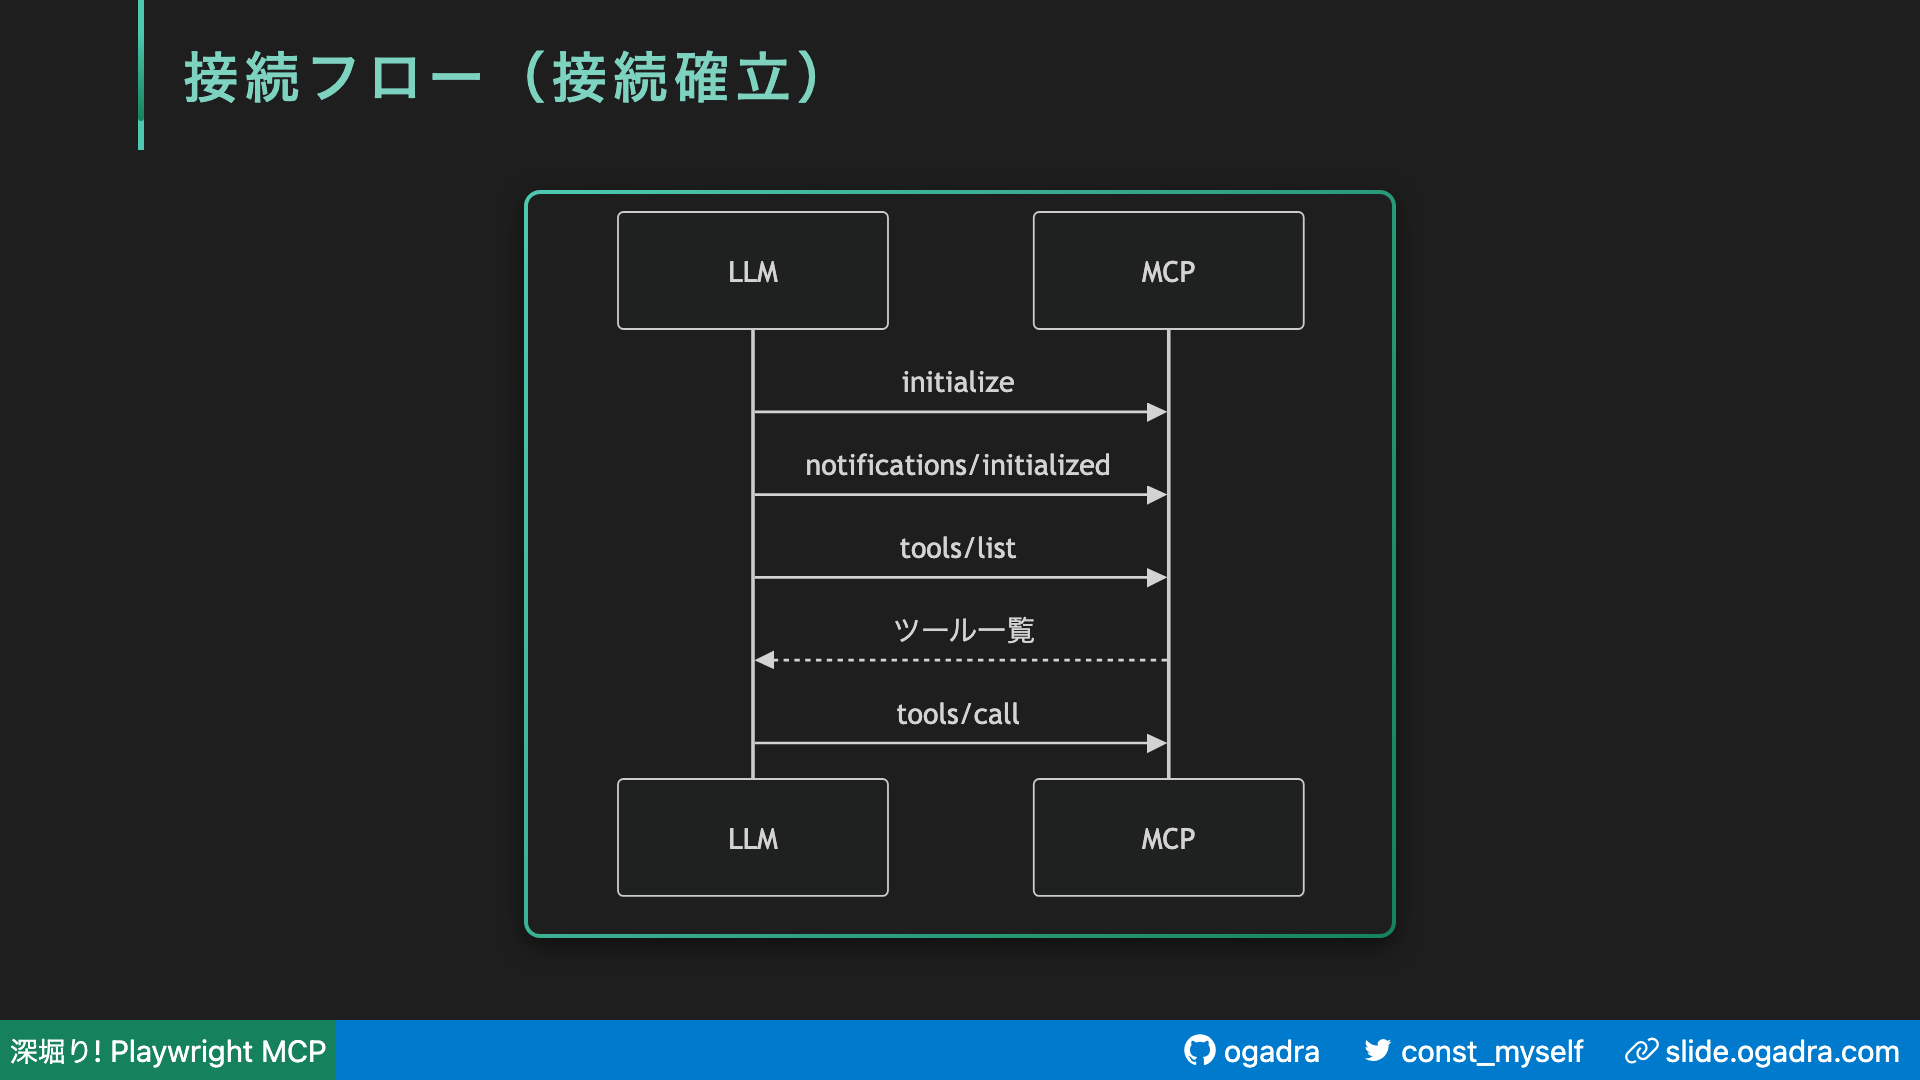 接続フロー（接続確立）
LLM
MCP
initialize
notifications/initialized
tools/list
ツール一覧
tools/call
LLM
MCP
深堀り! Playwright MCP
ogadra
const_myself
slide.ogadra.com